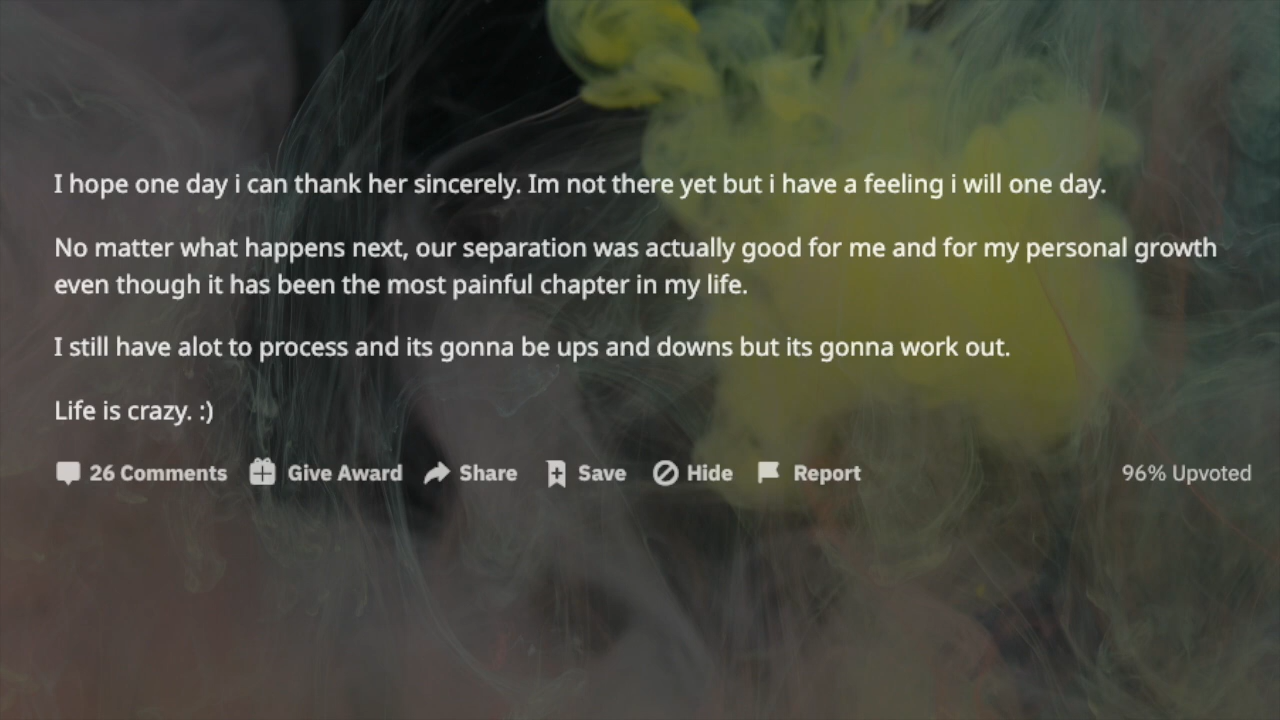 I hope one day i can thank her sincerely. Im not there yet but i have a feeling i will one day.
No matter what happens next, our separation was actually good for me and for my personal growth
even though it has been the most painful chapter in my life.
I still have alot to process and its gonna be ups and downs but its gonna work out.
Life is crazy. :)
26 Comments Give Award Share Save Hide Report 96% Upvoted